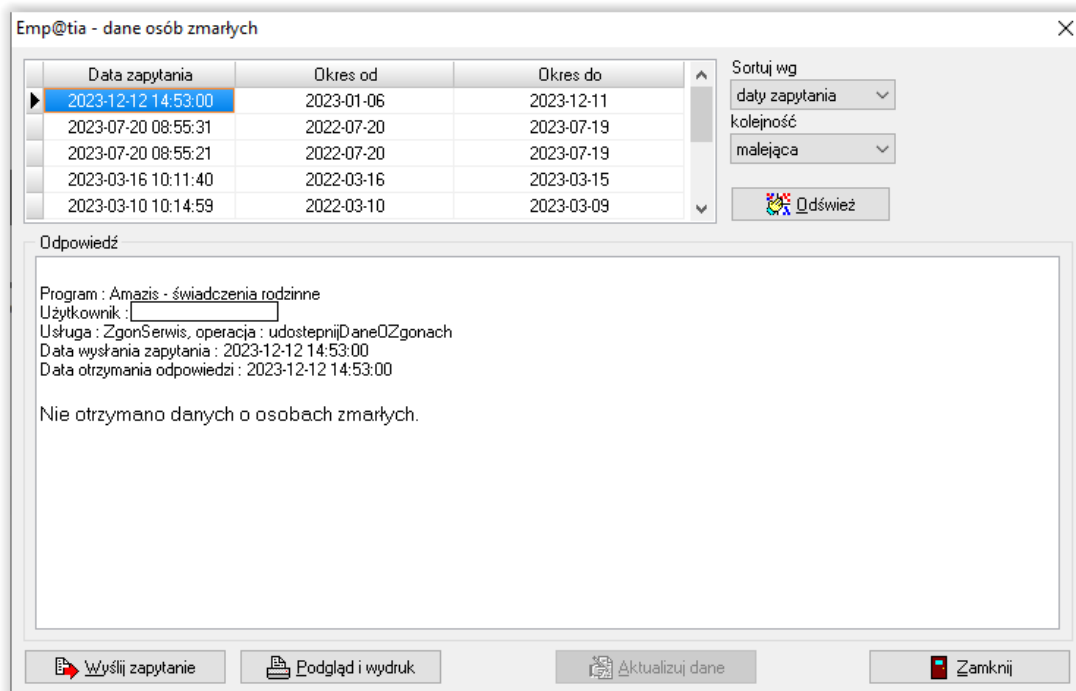 Emp@tia - dane osób zmarłych
Data zapytania Okres od Okres do
2023-12-12 14:53:00 2023-01-06 2023-12-11
2023-07-20 08:55:31 2022-07-20 2023-07-19
2023-07-20 08:55:21 2022-07-20 2023-07-19
2023-03-16 10:11:40 2022-03-16 2023-03-15
2023-03-10 10:14:59 2022-03-10 2023-03-09
Sortuj wg
daty zapytania
kolejność
malejąca
Odśwież
Odpowiedź
Program : Amazis - świadczenia rodzinne
Użytkownik :
Usługa : ZgonSerwis, operacja : udostepnijDaneOZgonach
Data wysłania zapytania : 2023-12-12 14:53:00
Data otrzymania odpowiedzi : 2023-12-12 14:53:00
Nie otrzymano danych o osobach zmarłych.
Wyślij zapytanie Podgląd i wydruk Aktualizuj dane Zamknij